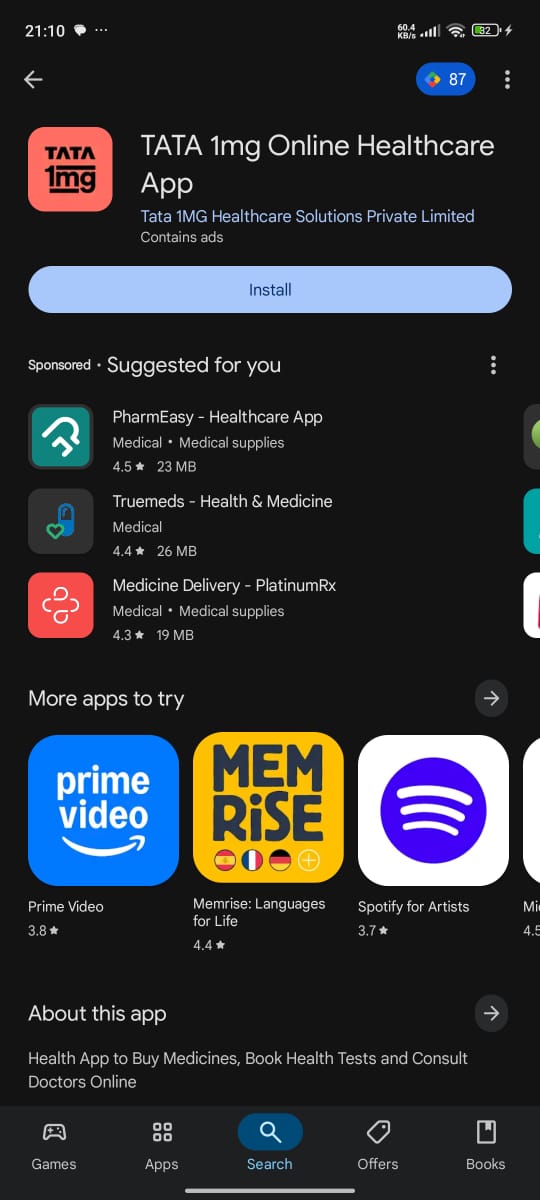 21:10 ...
60.4
KB/s
32
87
TATA
1mg
TATA 1mg Online Healthcare
App
Tata 1MG Healthcare Solutions Private Limited
Contains ads
Install
Sponsored • Suggested for you
PharmEasy - Healthcare App
Medical • Medical supplies
4.5★ 23 MB
Truemeds - Health & Medicine
Medical
4.4★ 26 MB
Medicine Delivery - PlatinumRx
Medical • Medical supplies
4.3★ 19 MB
More apps to try
prime
video
MEM
RiSE
Prime Video
3.8★
Memrise: Languages
for Life
4.4★
Spotify for Artists
3.7★
Mi
4.5
About this app
Health App to Buy Medicines, Book Health Tests and Consult
Doctors Online
Games
Apps
Search
Offers
Books